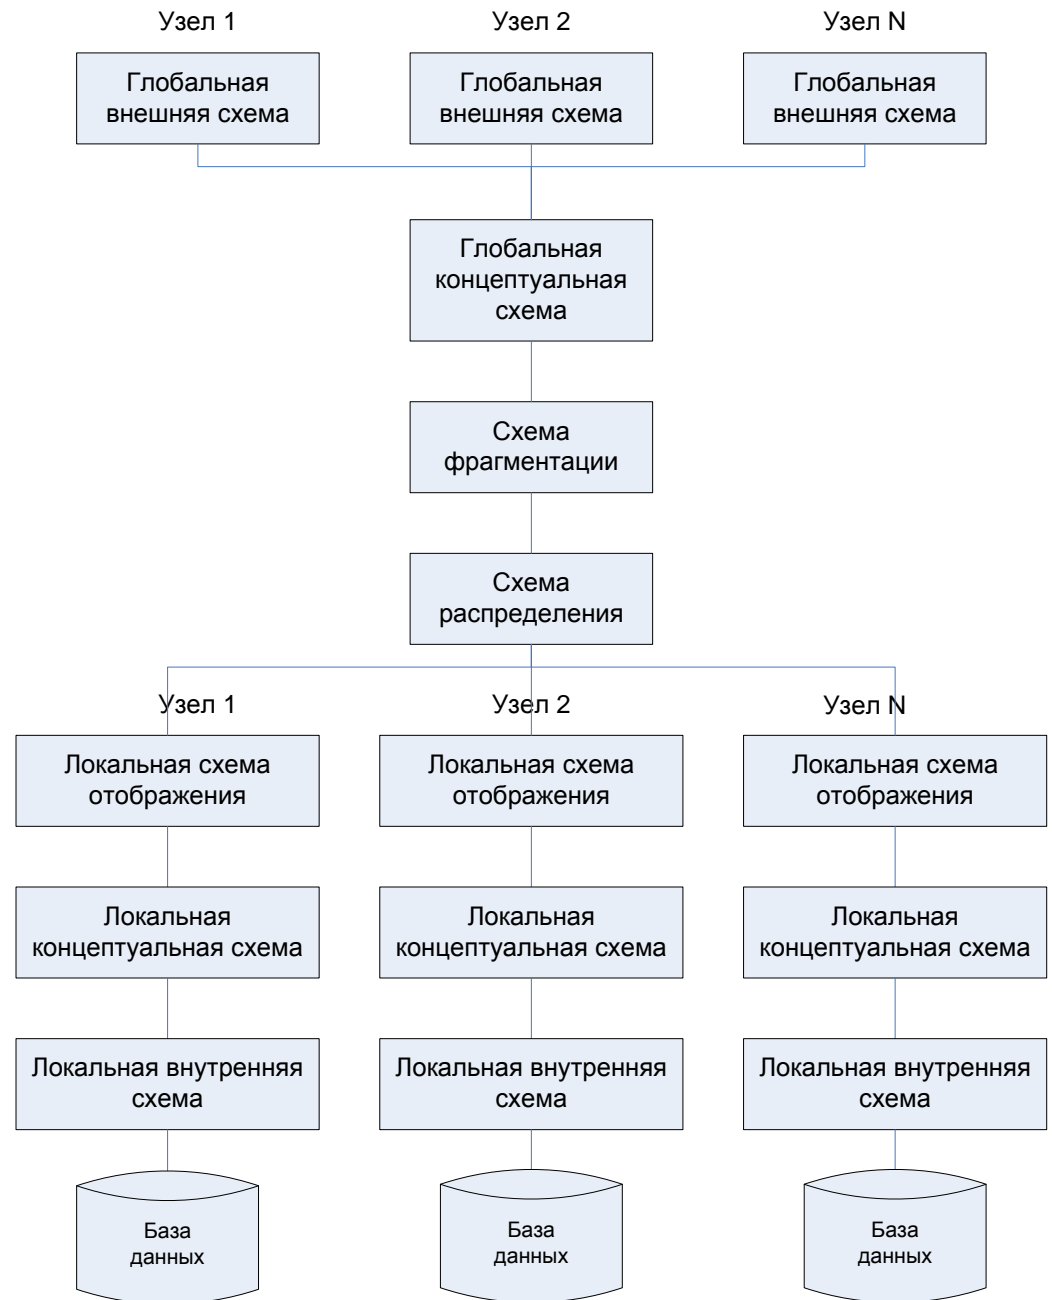 Узел 1
Узел 2
Узел N
Глобальная
внешняя схема
Глобальная
внешняя схема
Глобальная
внешняя схема
Глобальная
концептуальная
схема
Схема
фрагментации
Схема
распределения
Узел 1
Узел 2
Узел N
Локальная схема
отображения
Локальная схема
отображения
Локальная схема
отображения
Локальная
концептуальная схема
Локальная
концептуальная схема
Локальная
концептуальная схема
Локальная внутренняя
схема
Локальная внутренняя
схема
Локальная внутренняя
схема
База
данных
База
данных
База
данных